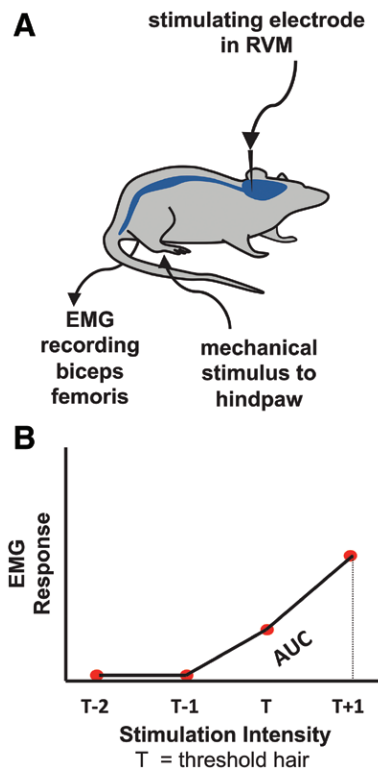 A
stimulating electrode
in RVM
EMG
recording
biceps
femoris
mechanical
stimulus to
hindpaw
B
EMG
Response
AUC
T-2
T-1
T
T+1
Stimulation Intensity
T = threshold hair